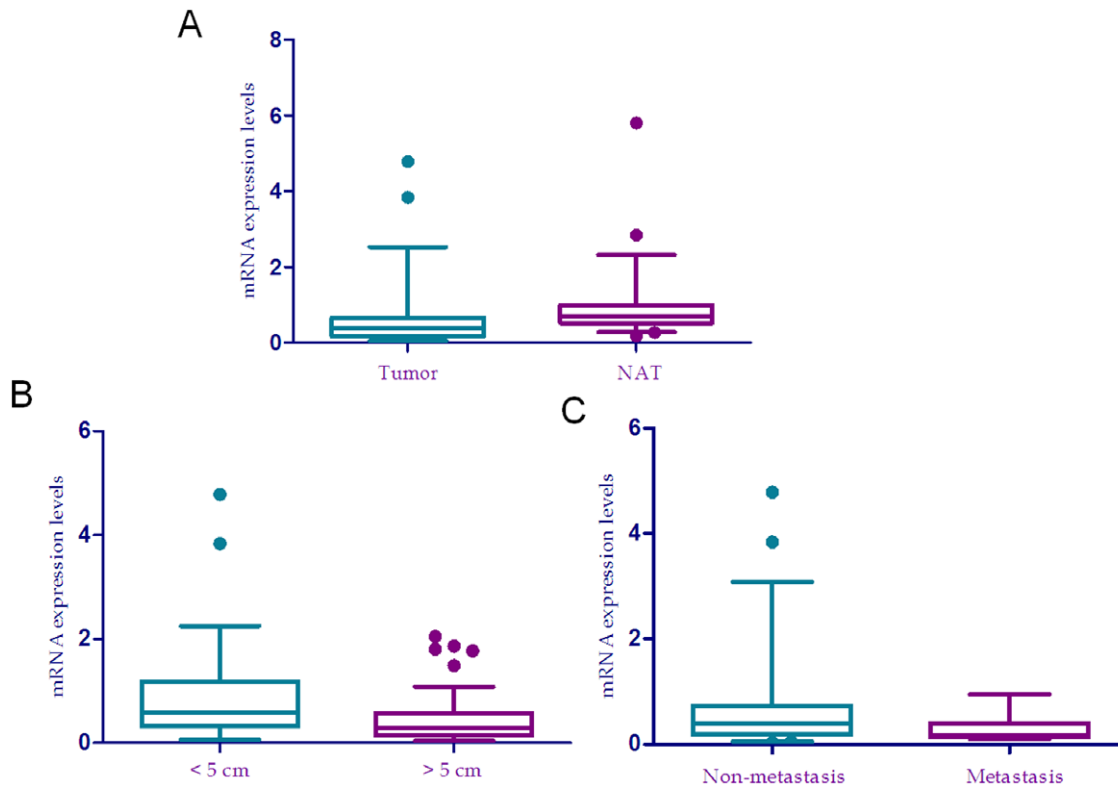 A
mRNA expression levels
8
6
4
2
0
Tumor
NAT
B
mRNA expression levels
6
4
2
0
< 5 cm
> 5 cm
C
mRNA expression levels
6
4
2
0
Non-metastasis
Metastasis